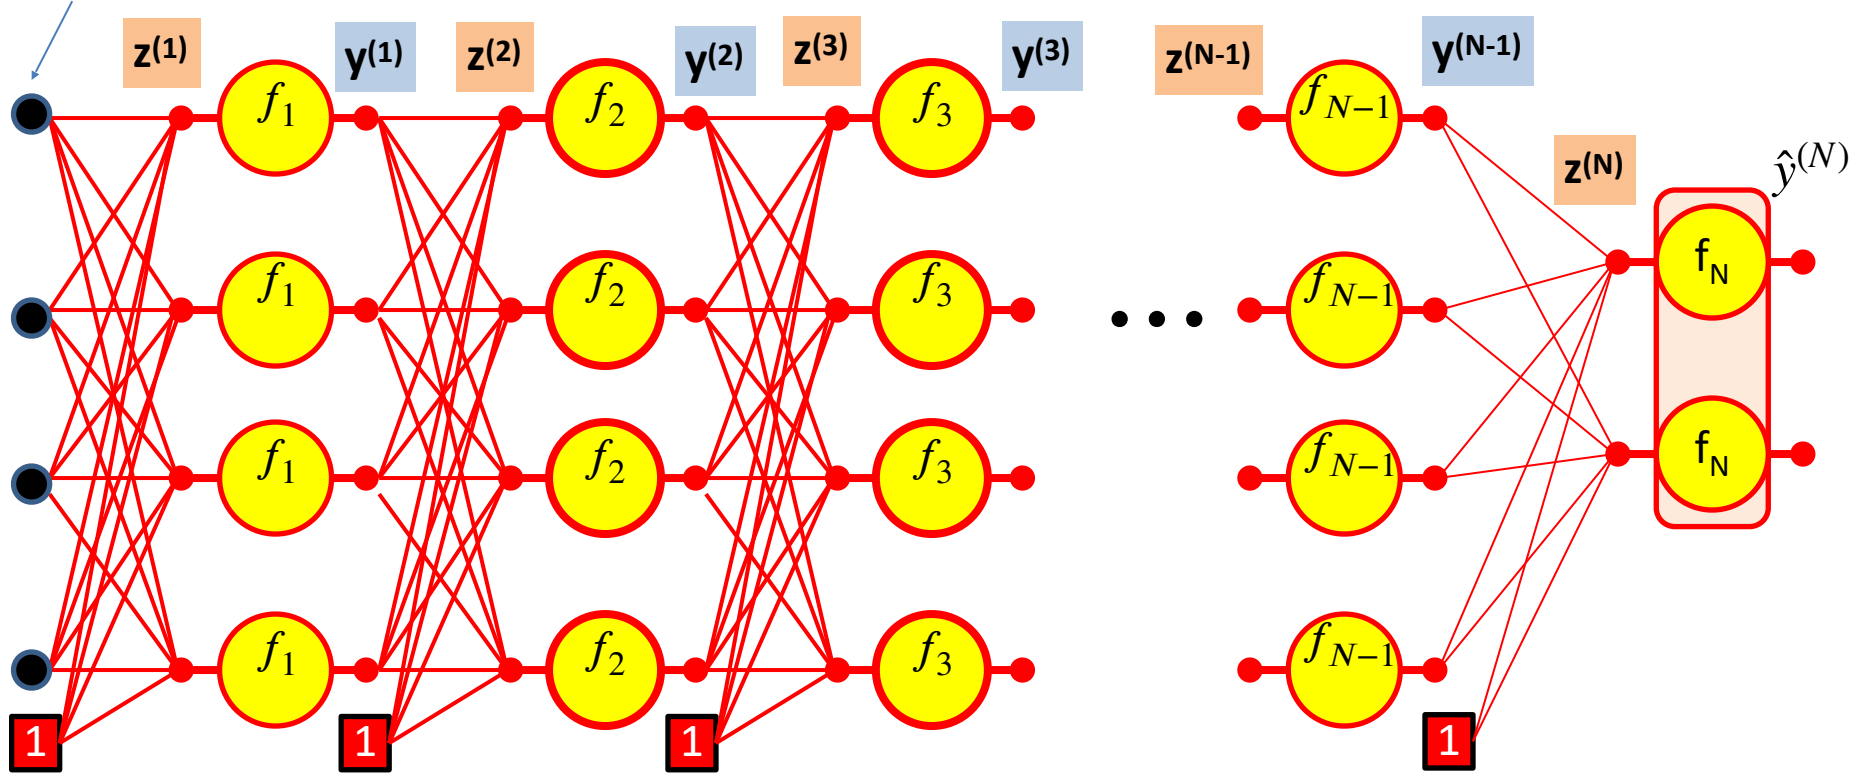 z(1) y(1) z(2) y(2) z(3) y(3) z(N-1) y(N-1)
z(N) ŷ(N)
f1 f2 f3 fN−1
fN
f1 f2 f3 fN−1
...
f1 f2 f3 fN−1
fN
f1 f2 f3 fN−1
1 1 1 1